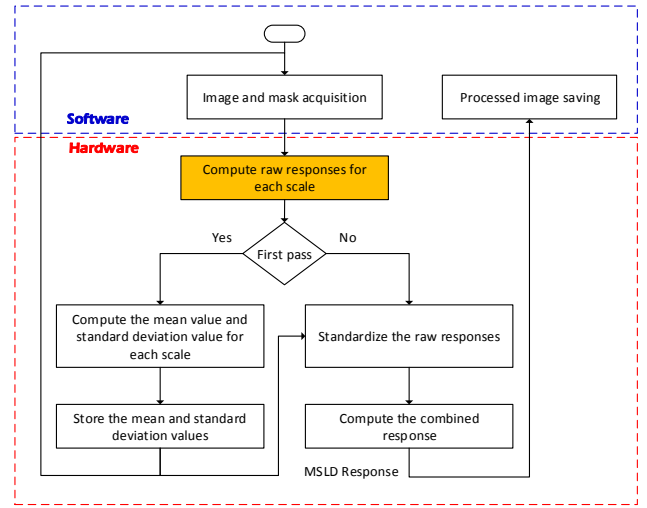 Image and mask acquisition
Processed image saving
Software
Hardware
Compute raw responses for
each scale
Yes
No
First pass
Compute the mean value and
standard deviation value for
each scale
Standardize the raw responses
Store the mean and standard
deviation values
Compute the combined
response
MSLD Response